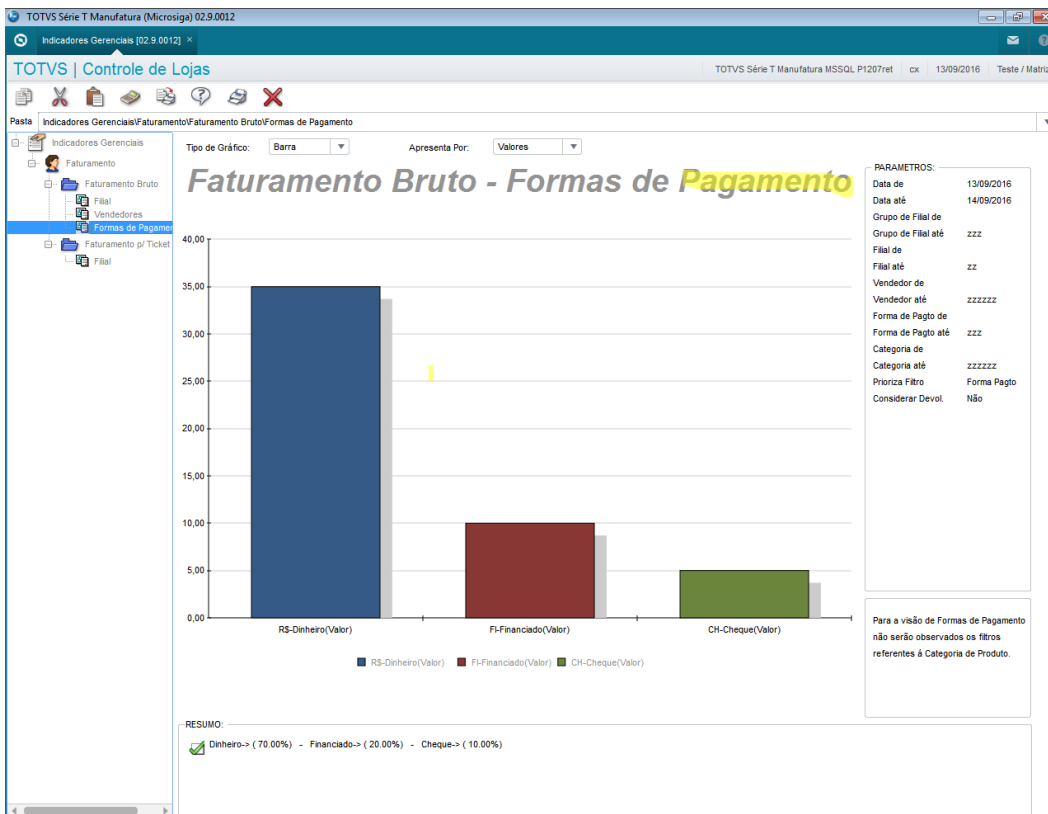 TOTVS Série T Manufatura (Microsiga) 02.9.0012
Indicadores Gerenciais [02.9.0012] ×
TOTVS | Controle de Lojas
TOTVS Série T Manufatura MSSQL P1207ret cx 13/09/2016 Teste / Matriz
Pasta Indicadores Gerenciais\Faturamento\Faturamento Bruto\Formas de Pagamento
Indicadores Gerenciais
Faturamento
Faturamento Bruto
Filial
Vendedores
Formas de Pagamer
Faturamento p/ Ticket
Filial
Tipo de Gráfico: Barra
Apresenta Por: Valores
Faturamento Bruto - Formas de Pagamento
40,00
35,00
30,00
25,00
20,00
15,00
10,00
5,00
0,00
R$-Dinheiro(Valor) FI-Financiado(Valor) CH-Cheque(Valor)
R$-Dinheiro(Valor) FI-Financiado(Valor) CH-Cheque(Valor)
PARAMETROS:
Data de 13/09/2016
Data até 14/09/2016
Grupo de Filial de
Grupo de Filial até zzz
Filial de
Filial até zz
Vendedor de
Vendedor até zzzzzz
Forma de Pagto de
Forma de Pagto até zzz
Categoria de
Categoria até zzzzzz
Prioriza Filtro Forma Pagto
Considerar Devol. Não
Para a visão de Formas de Pagamento
não serão observados os filtros
referentes á Categoria de Produto.
RESUMO:
Dinheiro-> ( 70.00%) - Financiado-> ( 20.00%) - Cheque-> ( 10.00%)